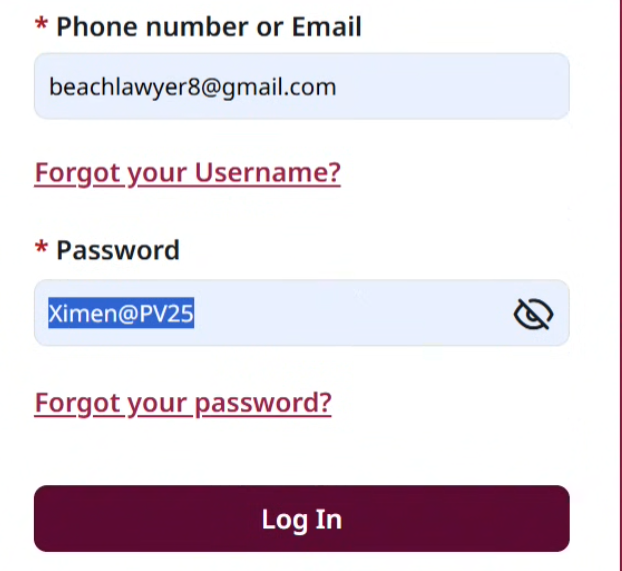 * Phone number or Email
beachlawyer8@gmail.com
Forgot your Username?
* Password
Ximen@PV25
Forgot your password?
Log In